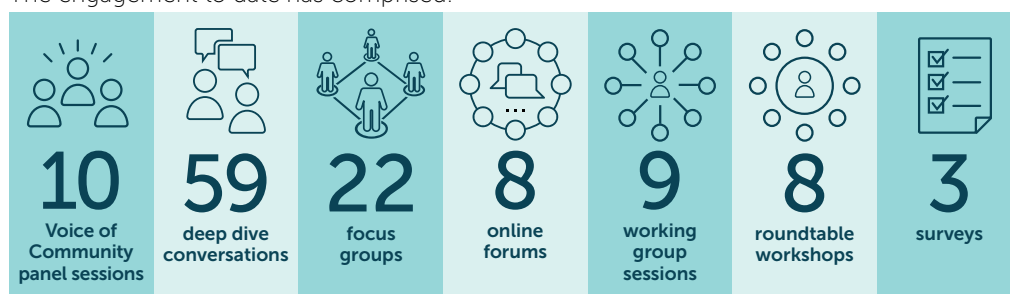 The engagement to date has comprised:
10
Voice of
Community
panel sessions
59
deep dive
conversations
22
focus
groups
8
online
forums
9
working
group
sessions
8
roundtable
workshops
3
surveys